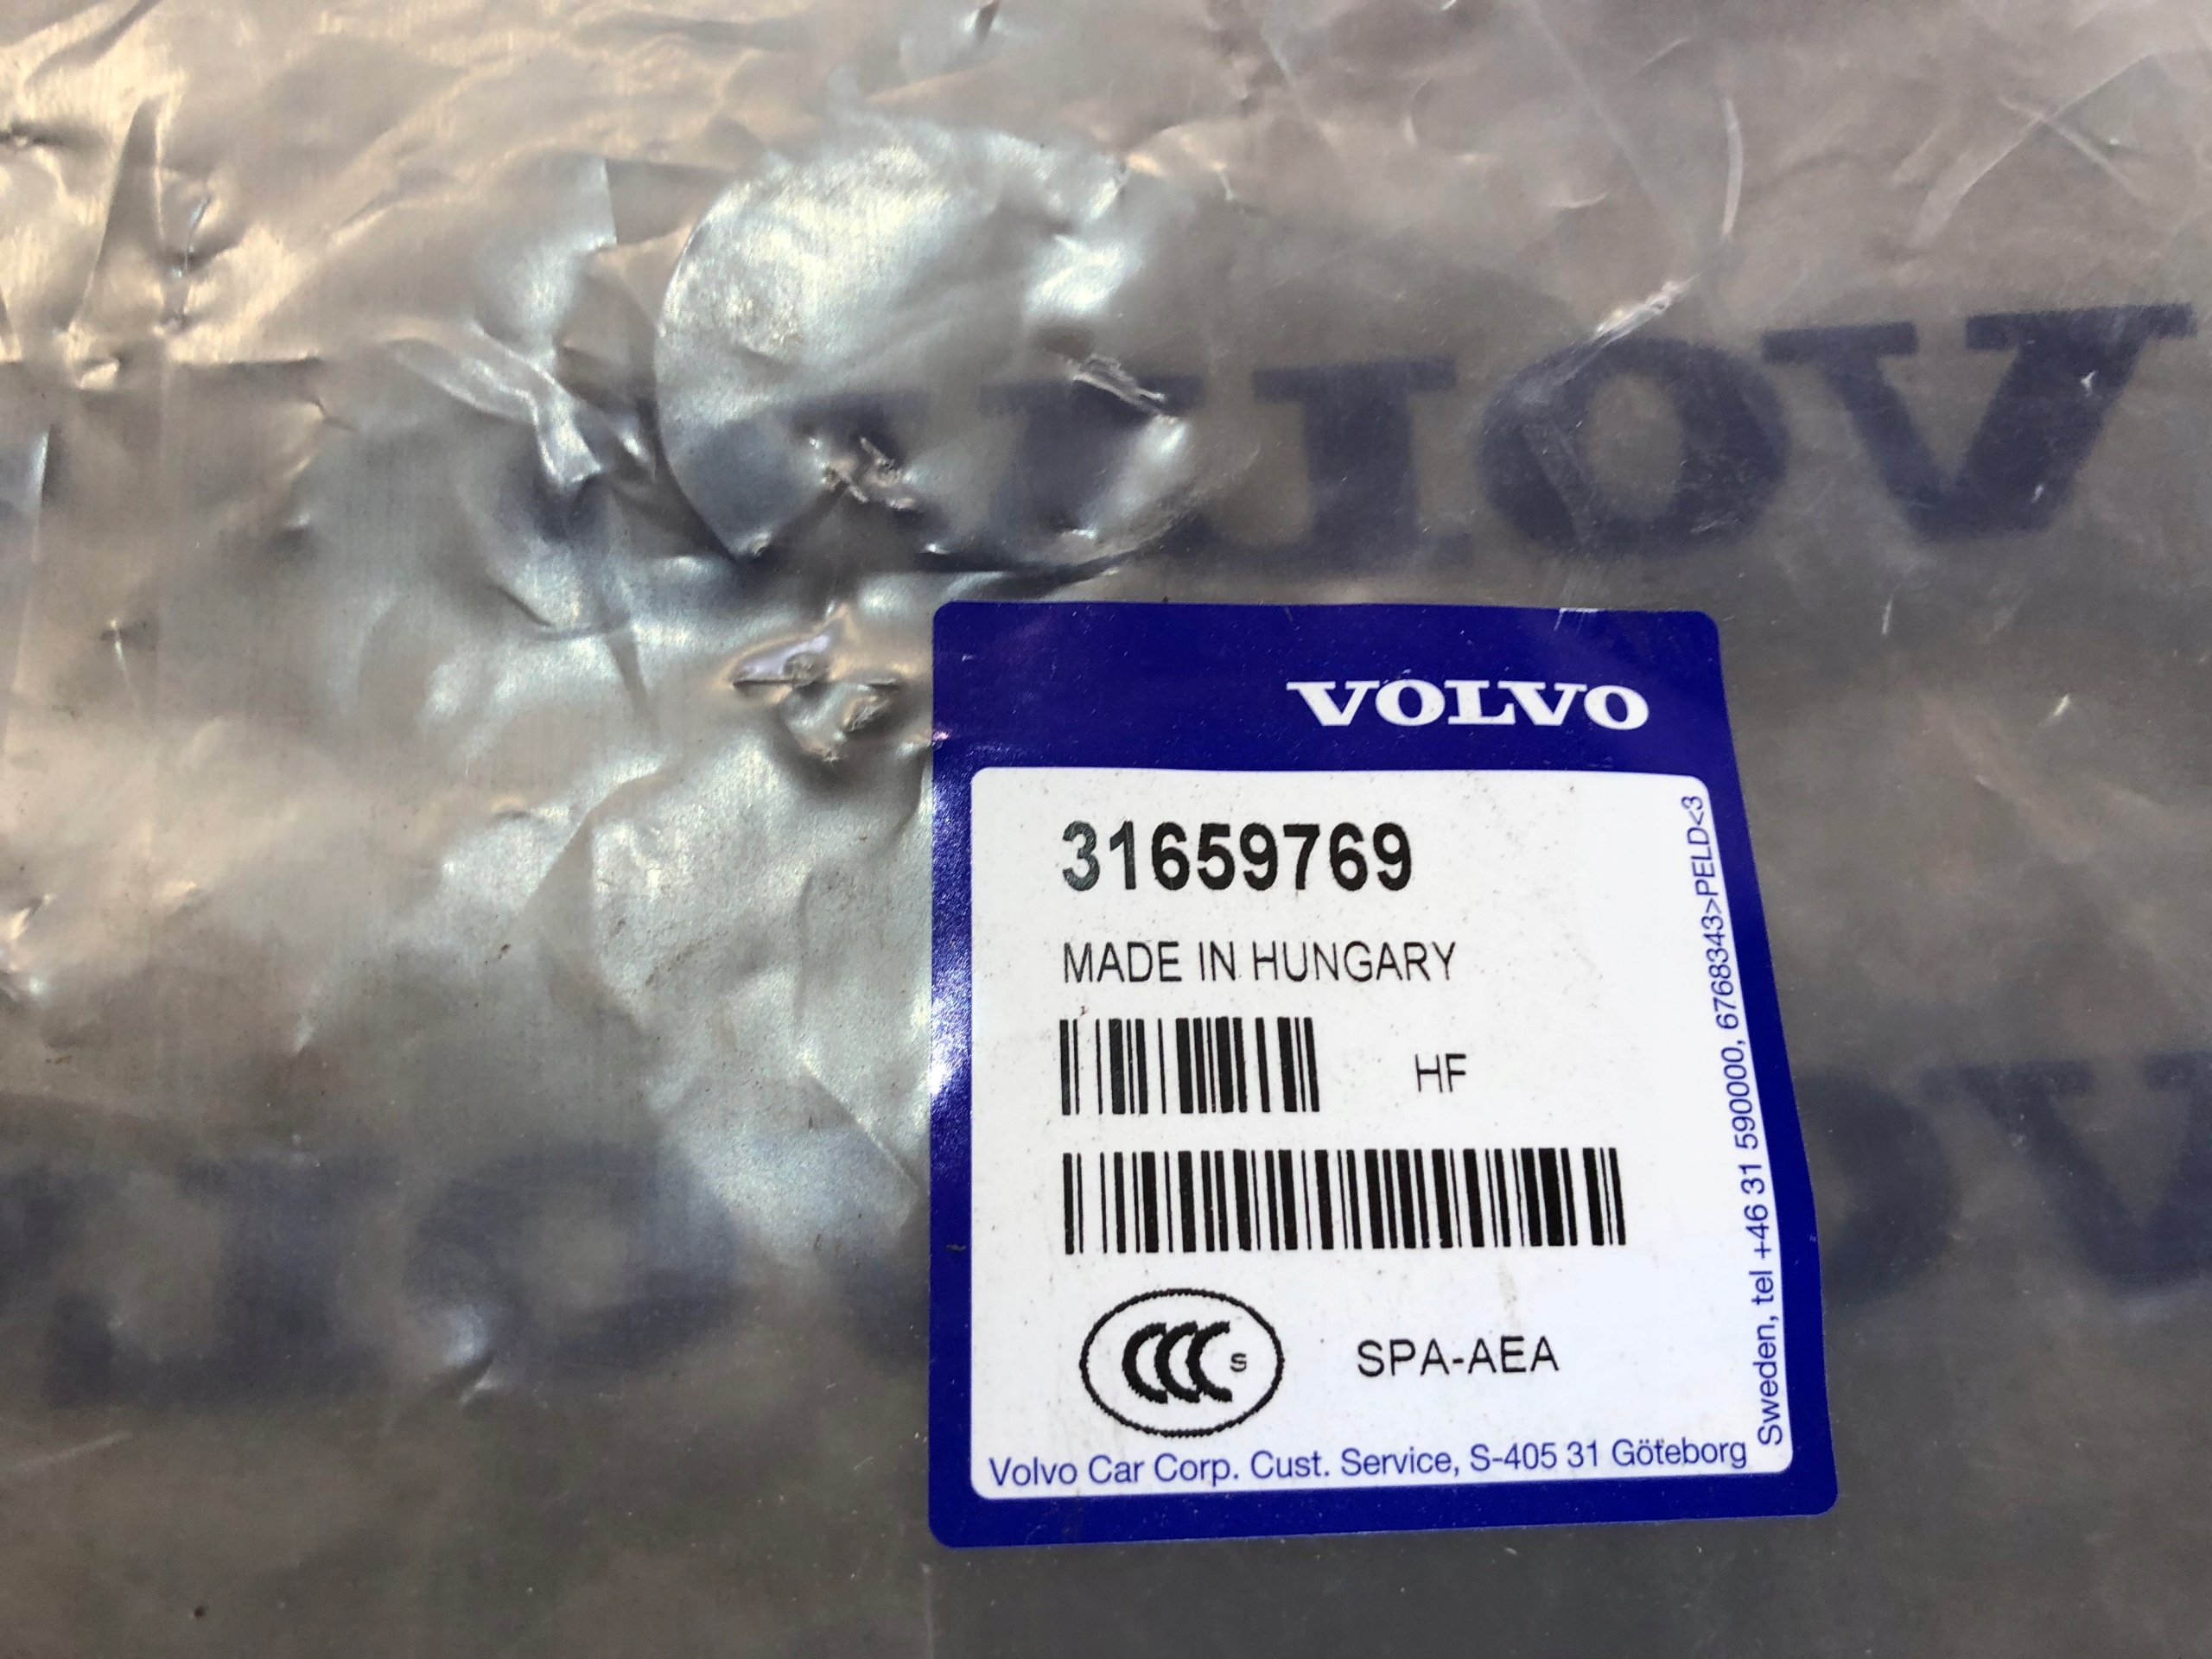 VOLVO
31659769
MADE IN HUNGARY
HF
CCC S
SPA-AEA
Volvo Car Corp. Cust. Service, S-405 31 Göteborg
Sweden, tel +46 31 590000, 6768343>PELD<3